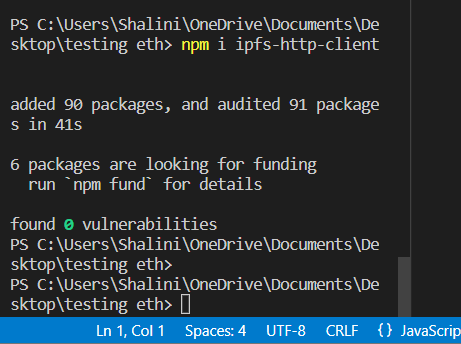 PS C:\Users\Shalini\OneDrive\Documents\De
sktop\testing eth> npm i ipfs-http-client
added 90 packages, and audited 91 package
s in 41s
6 packages are looking for funding
  run `npm fund` for details
found 0 vulnerabilities
PS C:\Users\Shalini\OneDrive\Documents\De
sktop\testing eth>
PS C:\Users\Shalini\OneDrive\Documents\De
sktop\testing eth>
Ln 1, Col 1 Spaces: 4 UTF-8 CRLF {} JavaScrip